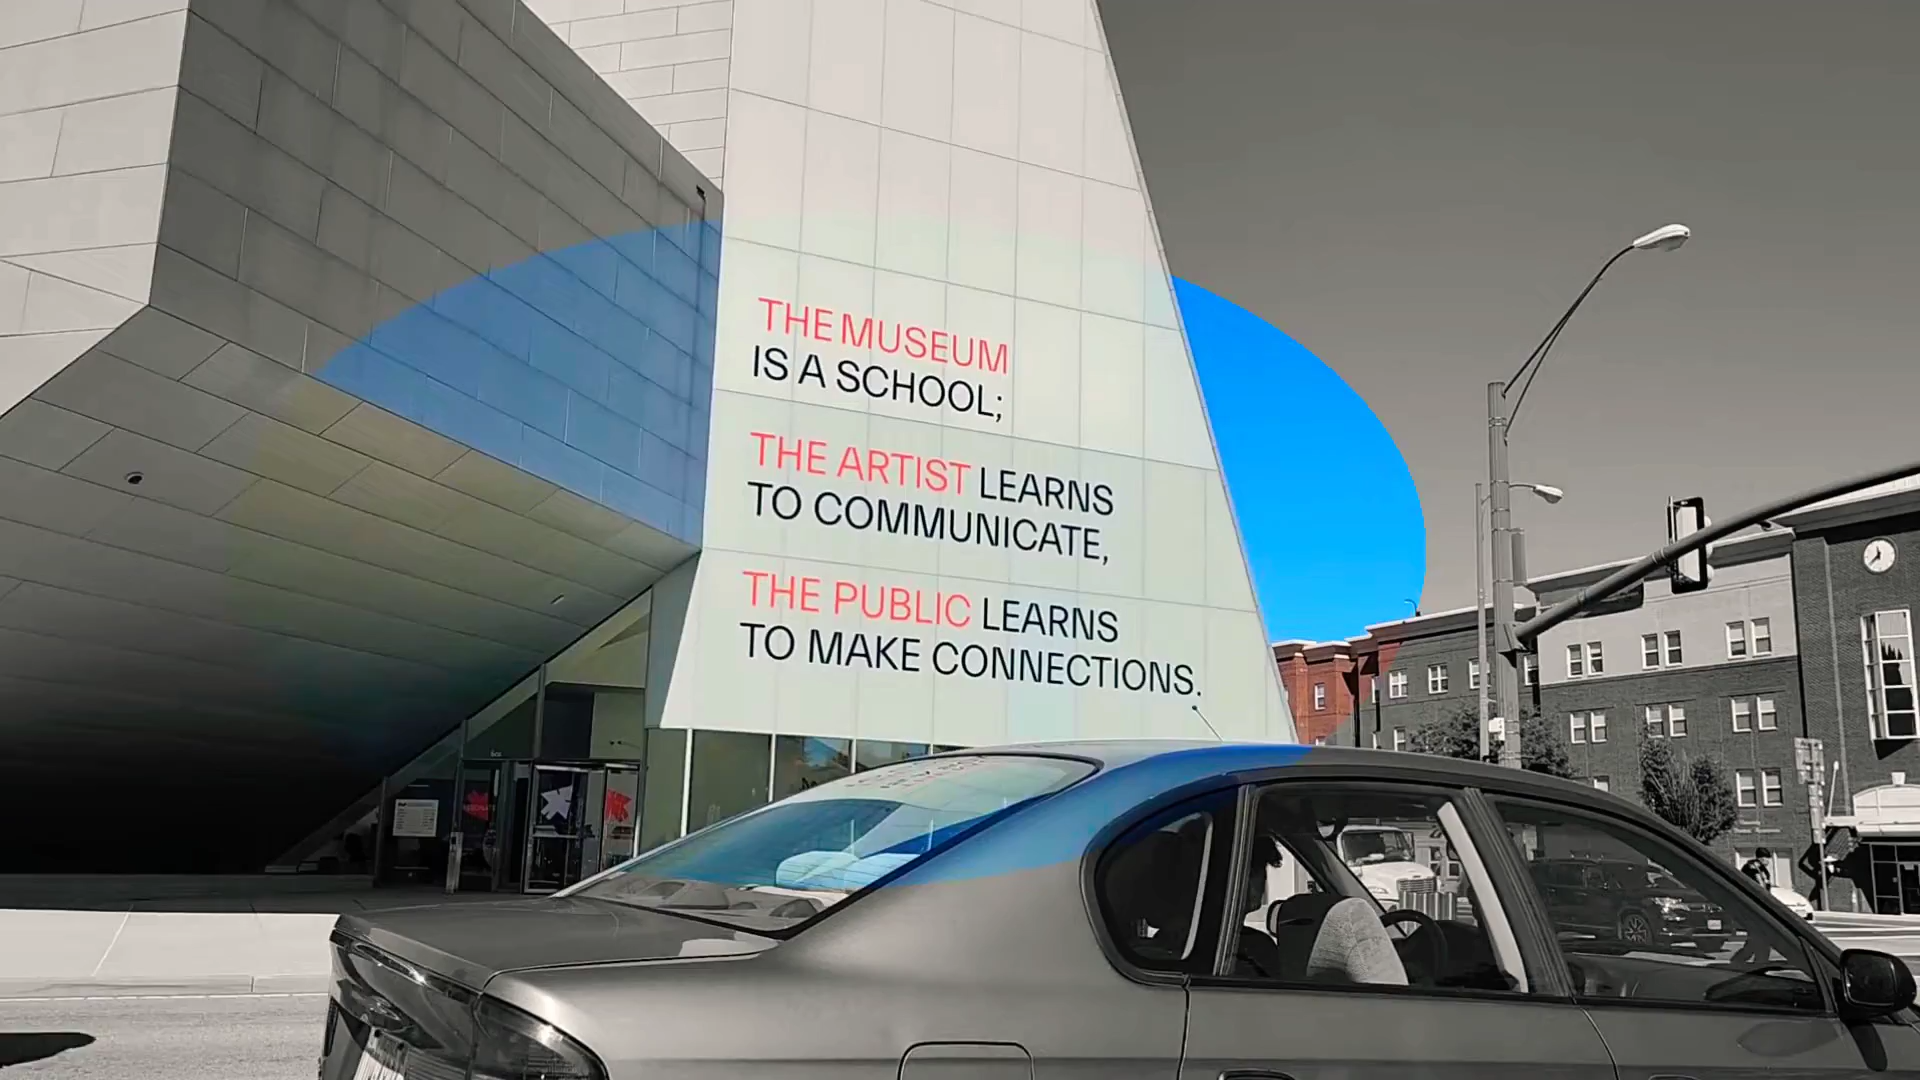 THE MUSEUM
IS A SCHOOL;
THE ARTIST LEARNS
TO COMMUNICATE,
THE PUBLIC LEARNS
TO MAKE CONNECTIONS.